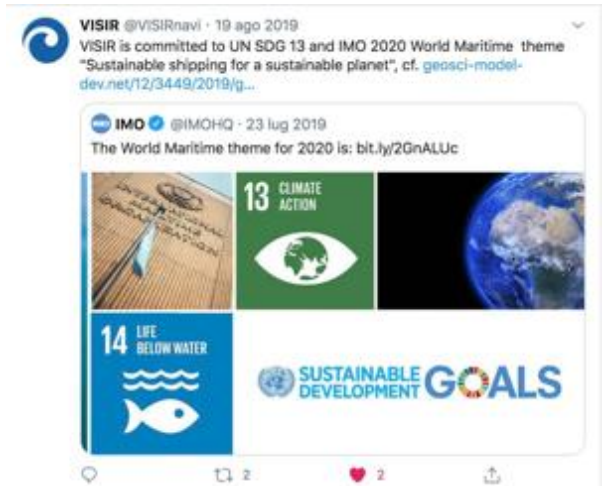 VISIR @VISIRnavi · 19 ago 2019
VISIR is committed to UN SDG 13 and IMO 2020 World Maritime theme
"Sustainable shipping for a sustainable planet", cf. geosci-model-
dev.net/12/3449/2019/g...
IMO @IMOHQ · 23 lug 2019
The World Maritime theme for 2020 is: bit.ly/2GnALUc
INTERNATIONAL
MARITIME
ORGANIZATION
13 CLIMATE
ACTION
14 LIFE
BELOW WATER
SUSTAINABLE
DEVELOPMENT GOALS
2
2